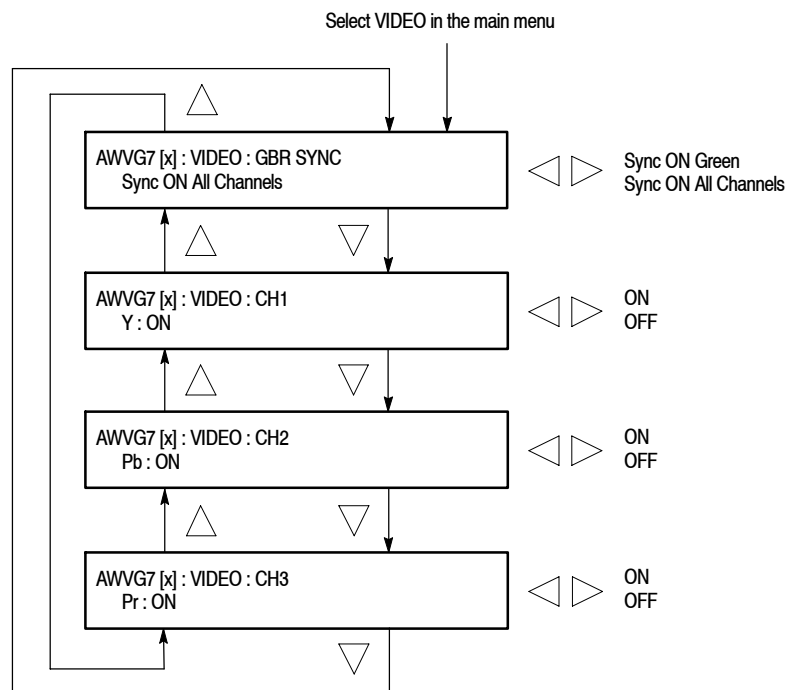 Select VIDEO in the main menu
AWVG7 [x] : VIDEO : GBR SYNC
Sync ON All Channels
Sync ON Green
Sync ON All Channels
AWVG7 [x] : VIDEO : CH1
Y : ON
ON
OFF
AWVG7 [x] : VIDEO : CH2
Pb : ON
ON
OFF
AWVG7 [x] : VIDEO : CH3
Pr : ON
ON
OFF